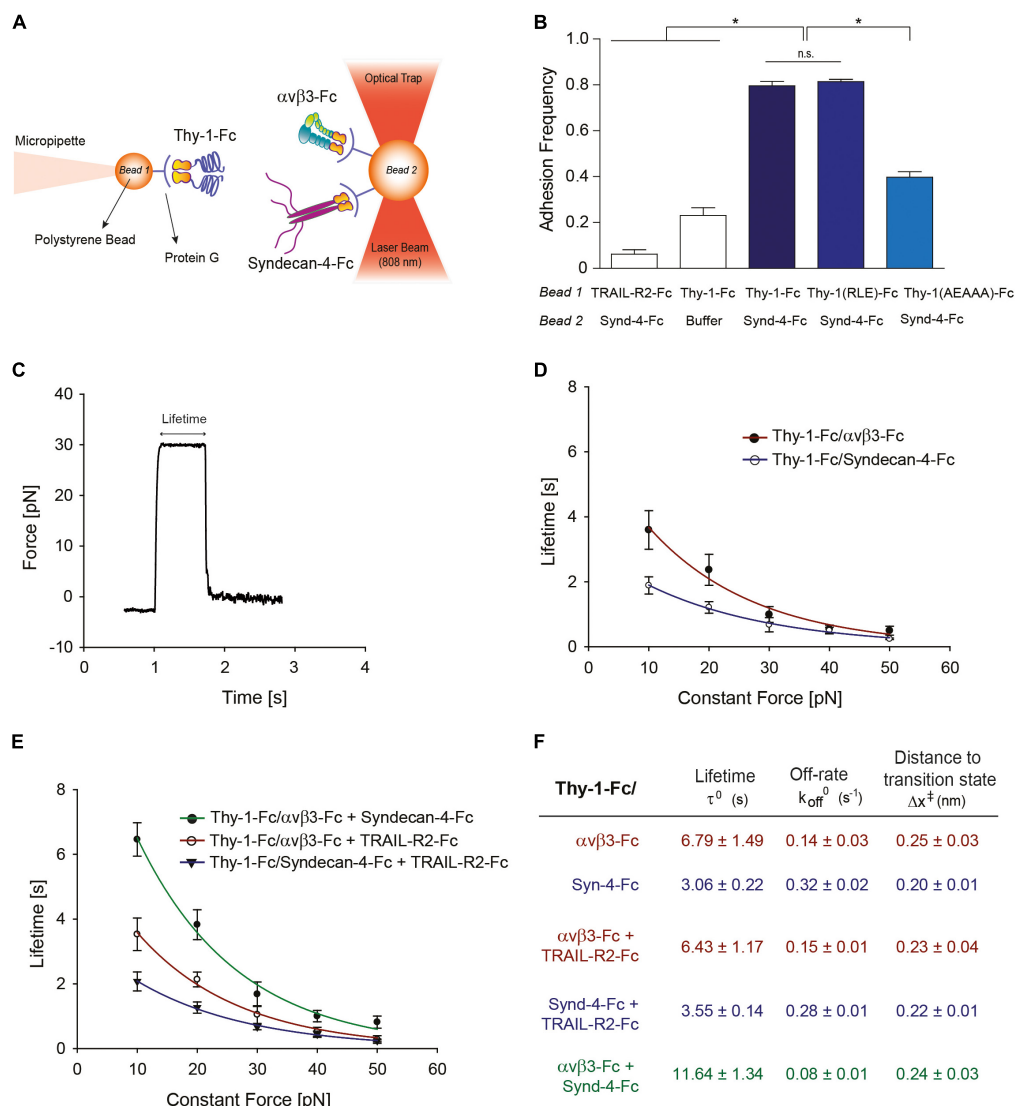 A
Optical Trap
αvβ3-Fc
Thy-1-Fc
Micropipette
Bead 1
Bead 2
Polystyrene Bead
Protein G
Syndecan-4-Fc
Laser Beam
(808 nm)
B
* *
n.s.
Adhesion Frequency
1.0
0.8
0.6
0.4
0.2
0
Bead 1 TRAIL-R2-Fc Thy-1-Fc Thy-1-Fc Thy-1(RLE)-Fc Thy-1(AEAAA)-Fc
Bead 2 Synd-4-Fc Buffer Synd-4-Fc Synd-4-Fc Synd-4-Fc
C
Lifetime
Force [pN]
40
30
20
10
0
-10
0 1 2 3 4
Time [s]
D
Thy-1-Fc/αvβ3-Fc
Thy-1-Fc/Syndecan-4-Fc
Lifetime [s]
8
6
4
2
0
0 10 20 30 40 50 60
Constant Force [pN]
E
Thy-1-Fc/αvβ3-Fc + Syndecan-4-Fc
Thy-1-Fc/αvβ3-Fc + TRAIL-R2-Fc
Thy-1-Fc/Syndecan-4-Fc + TRAIL-R2-Fc
Lifetime [s]
8
6
4
2
0
0 10 20 30 40 50 60
Constant Force [pN]
F
Thy-1-Fc/ Lifetime τ⁰ (s) Off-rate k_off⁰ (s⁻¹) Distance to transition state Δx‡ (nm)
αvβ3-Fc 6.79 ± 1.49 0.14 ± 0.03 0.25 ± 0.03
Syn-4-Fc 3.06 ± 0.22 0.32 ± 0.02 0.20 ± 0.01
αvβ3-Fc +
TRAIL-R2-Fc 6.43 ± 1.17 0.15 ± 0.01 0.23 ± 0.04
Synd-4-Fc +
TRAIL-R2-Fc 3.55 ± 0.14 0.28 ± 0.01 0.22 ± 0.01
αvβ3-Fc +
Synd-4-Fc 11.64 ± 1.34 0.08 ± 0.01 0.24 ± 0.03